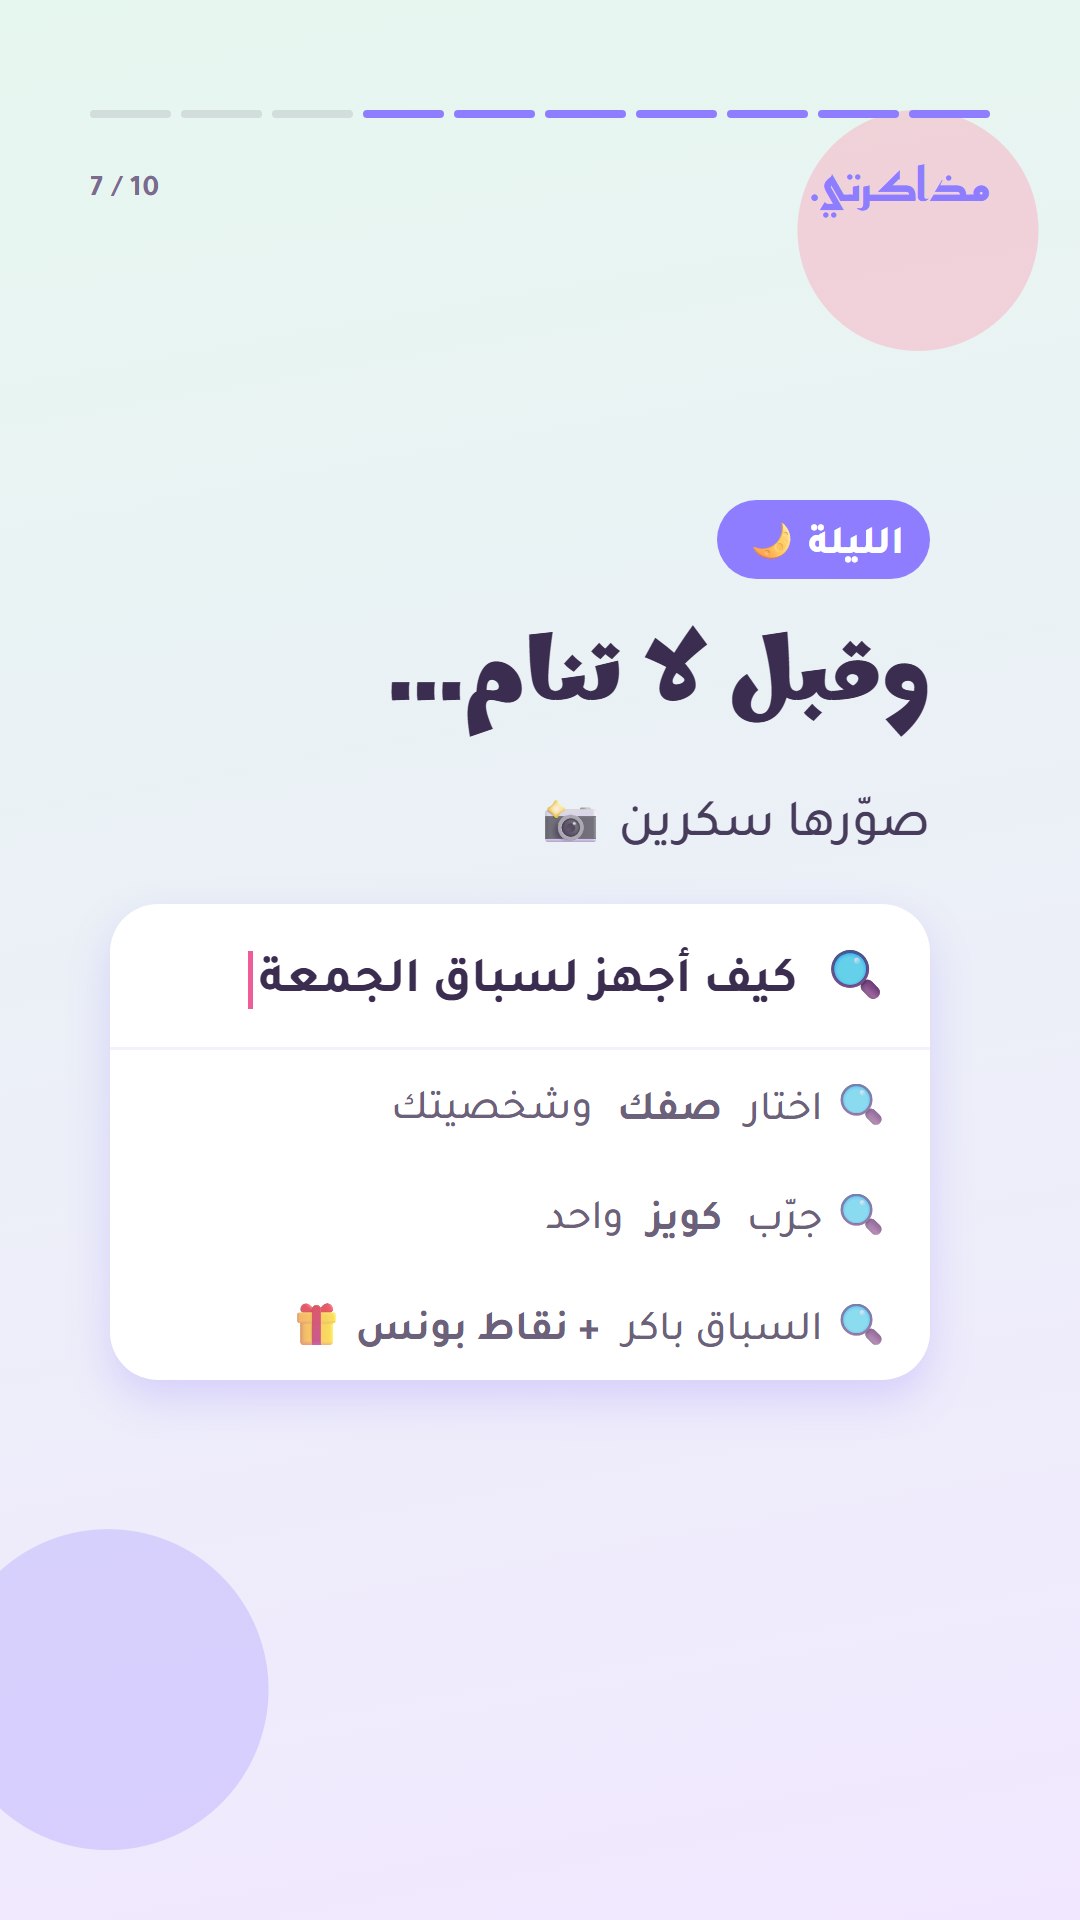 مذاكرتي.
7 / 10
الليلة 🌙
وقبل لا تنام...
صوّرها سكرين 📸
🔍 كيف أجهز لسباق الجمعة
🔍 اختار صفك وشخصيتك
🔍 جرّب كويز واحد
🔍 السباق باكر + نقاط بونس 🎁